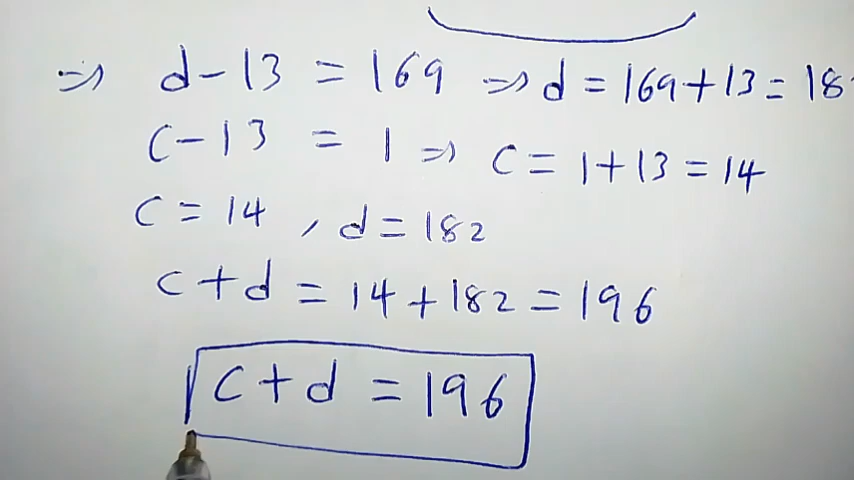 ⇒ d-13 = 169 ⇒ d = 169+13 = 18
c-13 = 1 ⇒ c = 1+13 = 14
c = 14 , d = 182
c+d = 14+182 = 196
c+d = 196